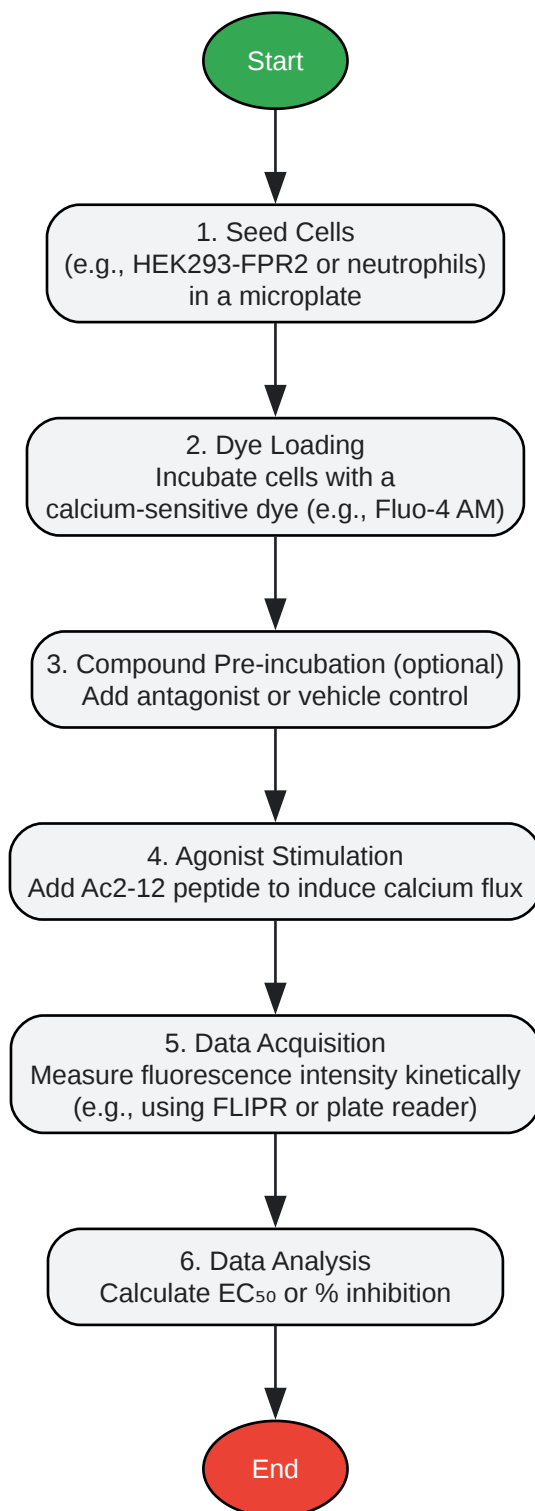 Start
1. Seed Cells
(e.g., HEK293-FPR2 or neutrophils)
in a microplate
2. Dye Loading
Incubate cells with a
calcium-sensitive dye (e.g., Fluo-4 AM)
3. Compound Pre-incubation (optional)
Add antagonist or vehicle control
4. Agonist Stimulation
Add Ac2-12 peptide to induce calcium flux
5. Data Acquisition
Measure fluorescence intensity kinetically
(e.g., using FLIPR or plate reader)
6. Data Analysis
Calculate EC₅₀ or % inhibition
End